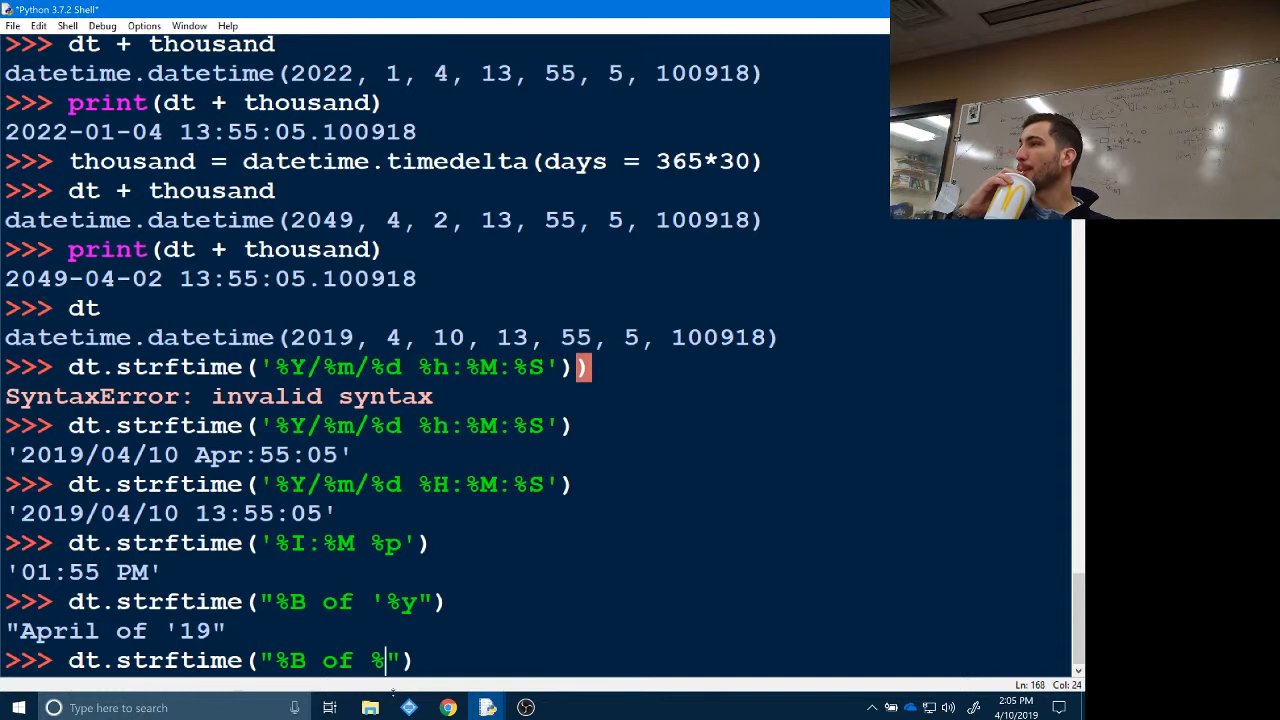 *Python 3.7.2 Shell*
File Edit Shell Debug Options Window Help
>>> dt + thousand
datetime.datetime(2022, 1, 4, 13, 55, 5, 100918)
>>> print(dt + thousand)
2022-01-04 13:55:05.100918
>>> thousand = datetime.timedelta(days = 365*30)
>>> dt + thousand
datetime.datetime(2049, 4, 2, 13, 55, 5, 100918)
>>> print(dt + thousand)
2049-04-02 13:55:05.100918
>>> dt
datetime.datetime(2019, 4, 10, 13, 55, 5, 100918)
>>> dt.strftime('%Y/%m/%d %h:%M:%S'))
SyntaxError: invalid syntax
>>> dt.strftime('%Y/%m/%d %h:%M:%S')
'2019/04/10 Apr:55:05'
>>> dt.strftime('%Y/%m/%d %H:%M:%S')
'2019/04/10 13:55:05'
>>> dt.strftime('%I:%M %p')
'01:55 PM'
>>> dt.strftime("%B of '%y")
"April of '19"
>>> dt.strftime("%B of %")
Ln: 168 Col: 24
Type here to search
2:05 PM
4/10/2019